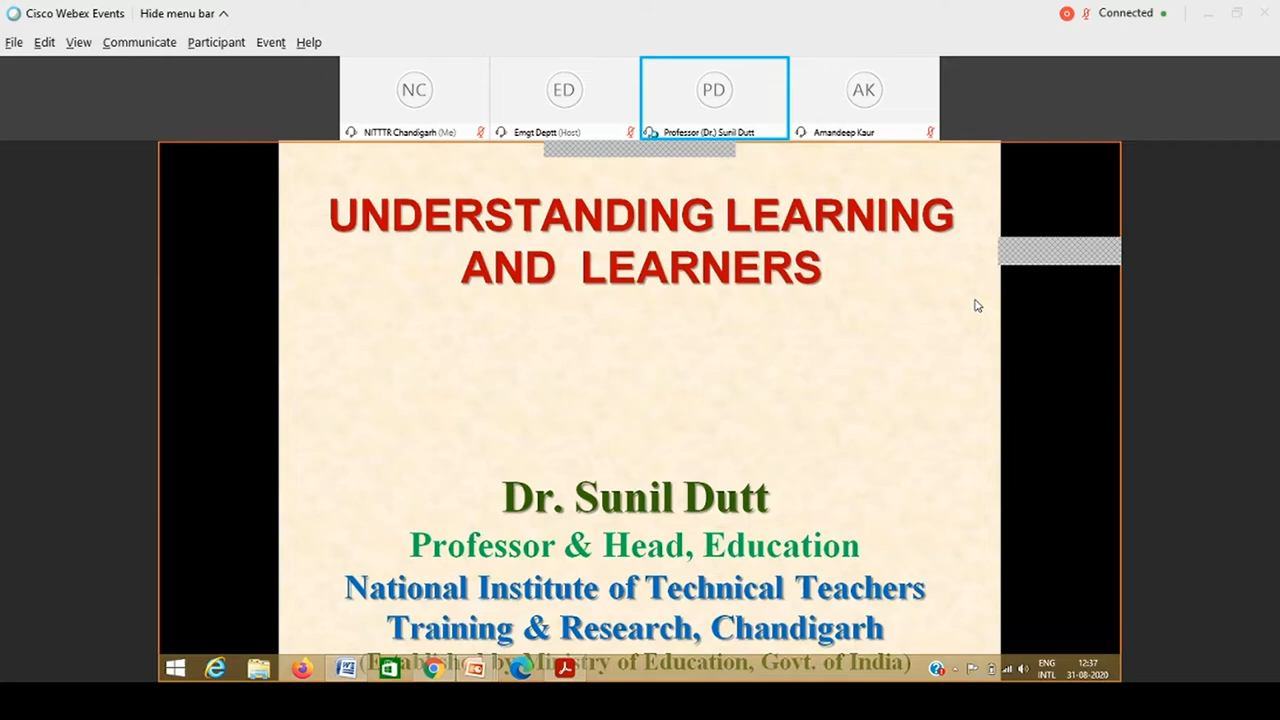 Cisco Webex Events Hide menu bar Connected
File Edit View Communicate Participant Event Help
NC ED PD AK
NITTTR Chandigarh (Me) Emgt Deptt (Host) Professor (Dr.) Sunil Dutt Amandeep Kaur
UNDERSTANDING LEARNING
AND LEARNERS
Dr. Sunil Dutt
Professor & Head, Education
National Institute of Technical Teachers
Training & Research, Chandigarh
(Established by Ministry of Education, Govt. of India)
ENG 12:37
INTL 31-08-2020